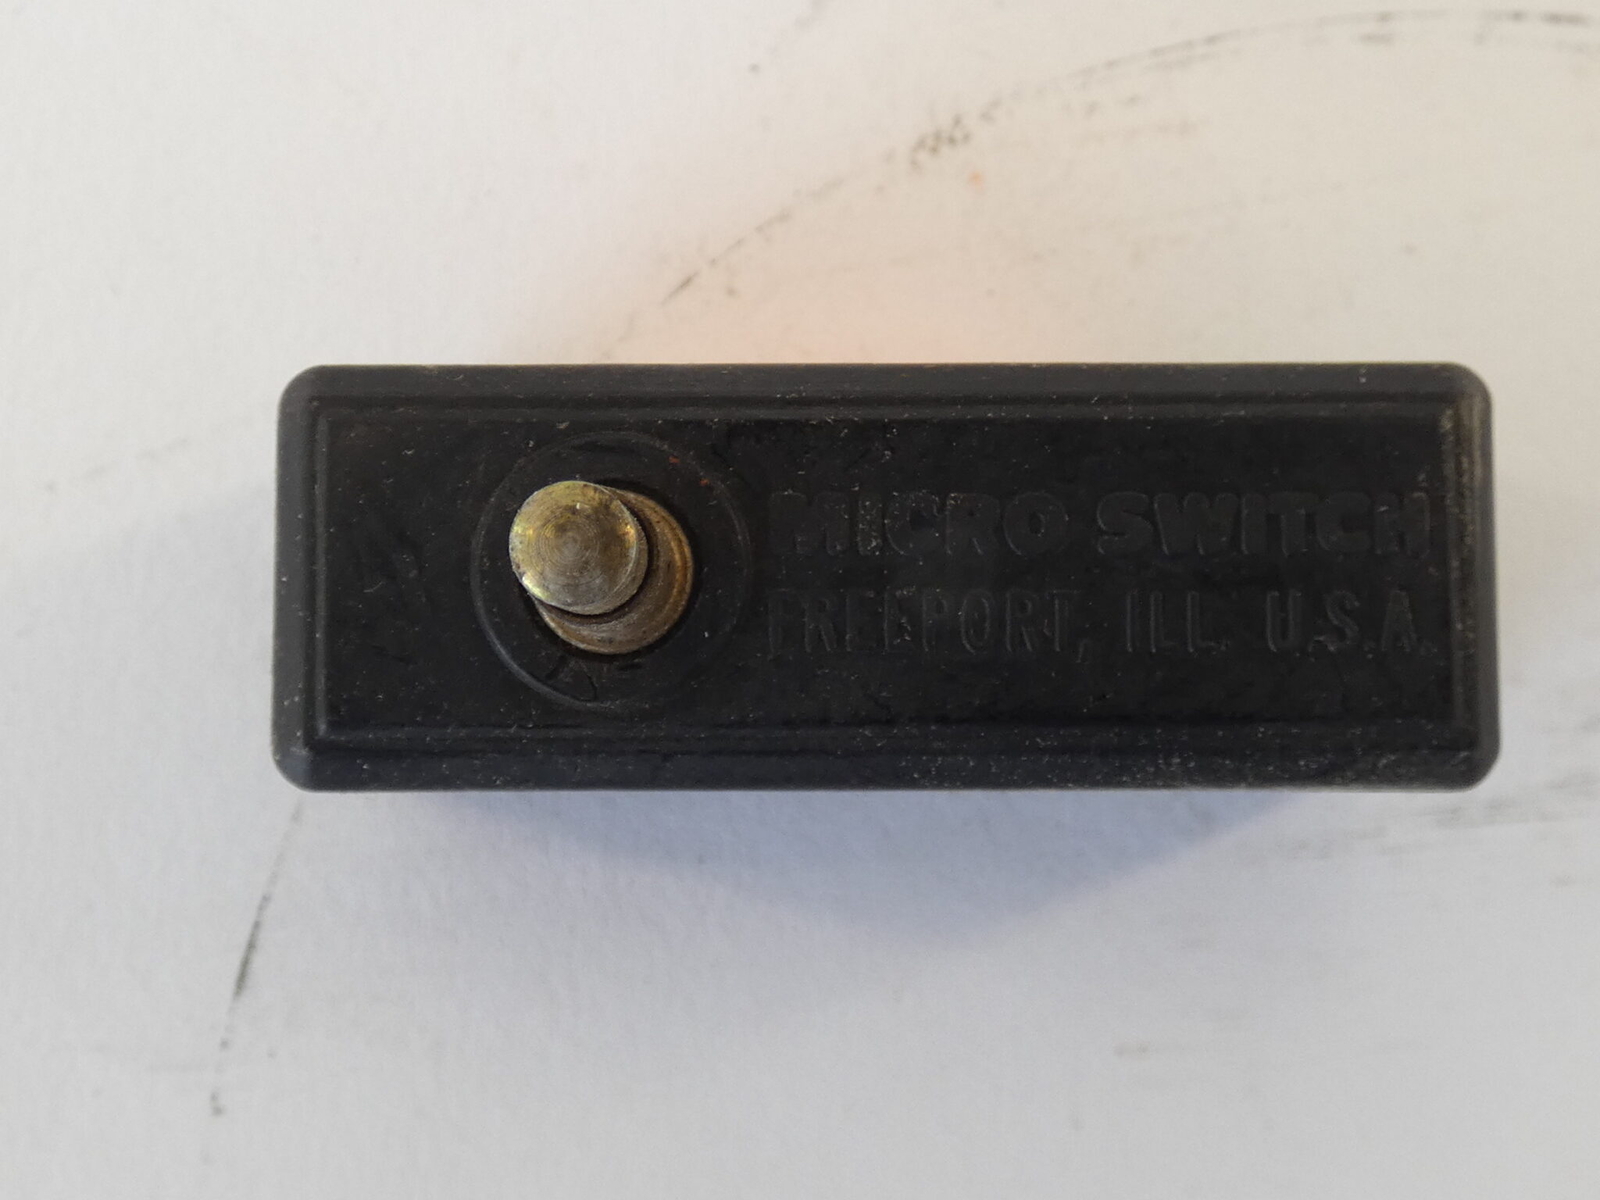 MICRO SWITCH
FREEPORT, ILL. U.S.A.